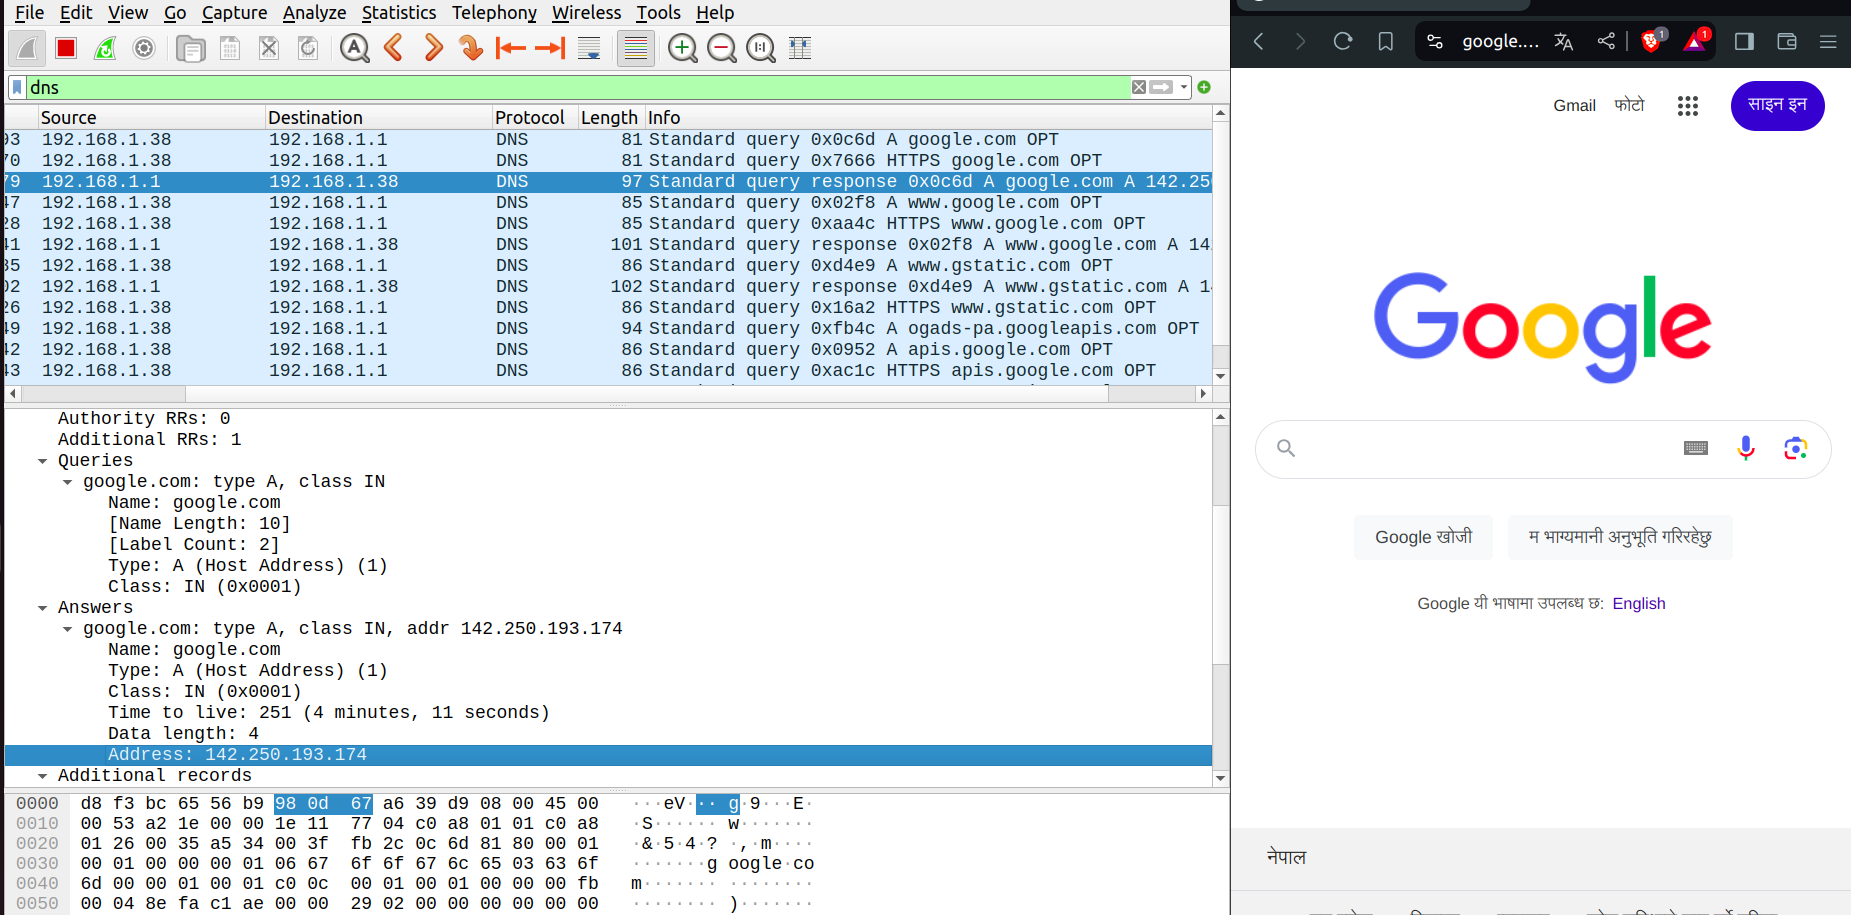 File Edit View Go Capture Analyze Statistics Telephony Wireless Tools Help
dns
Source Destination Protocol Length Info
93 192.168.1.38 192.168.1.1 DNS 81 Standard query 0x0c6d A google.com OPT
70 192.168.1.38 192.168.1.1 DNS 81 Standard query 0x7666 HTTPS google.com OPT
79 192.168.1.1 192.168.1.38 DNS 97 Standard query response 0x0c6d A google.com A 142.25
47 192.168.1.38 192.168.1.1 DNS 85 Standard query 0x02f8 A www.google.com OPT
28 192.168.1.38 192.168.1.1 DNS 85 Standard query 0xaa4c HTTPS www.google.com OPT
41 192.168.1.1 192.168.1.38 DNS 101 Standard query response 0x02f8 A www.google.com A 14
35 192.168.1.38 192.168.1.1 DNS 86 Standard query 0xd4e9 A www.gstatic.com OPT
02 192.168.1.1 192.168.1.38 DNS 102 Standard query response 0xd4e9 A www.gstatic.com A 1
26 192.168.1.38 192.168.1.1 DNS 86 Standard query 0x16a2 HTTPS www.gstatic.com OPT
49 192.168.1.38 192.168.1.1 DNS 94 Standard query 0xfb4c A ogads-pa.googleapis.com OPT
42 192.168.1.38 192.168.1.1 DNS 86 Standard query 0x0952 A apis.google.com OPT
43 192.168.1.38 192.168.1.1 DNS 86 Standard query 0xac1c HTTPS apis.google.com OPT
Authority RRs: 0
Additional RRs: 1
Queries
google.com: type A, class IN
Name: google.com
[Name Length: 10]
[Label Count: 2]
Type: A (Host Address) (1)
Class: IN (0x0001)
Answers
google.com: type A, class IN, addr 142.250.193.174
Name: google.com
Type: A (Host Address) (1)
Class: IN (0x0001)
Time to live: 251 (4 minutes, 11 seconds)
Data length: 4
Address: 142.250.193.174
Additional records
0000 d8 f3 bc 65 56 b9 98 0d 67 a6 39 d9 08 00 45 00 ···eV··· g·9···E·
0010 00 53 a2 1e 00 00 1e 11 77 04 c0 a8 01 01 c0 a8 ·S······ w·······
0020 01 26 00 35 a5 34 00 3f fb 2c 0c 6d 81 80 00 01 ·&·5·4·? ·,·m····
0030 00 01 00 00 00 01 06 67 6f 6f 67 6c 65 03 63 6f ·······g oogle·co
0040 6d 00 00 01 00 01 c0 0c 00 01 00 01 00 00 00 fb m······· ········
0050 00 04 8e fa c1 ae 00 00 29 02 00 00 00 00 00 00 ········ )·······
google.... 1 1
Gmail फोटो साइन इन
Google
Google खोजी म भाग्यमानी अनुभूति गरिरहेछु
Google यी भाषामा उपलब्ध छ: English
नेपाल